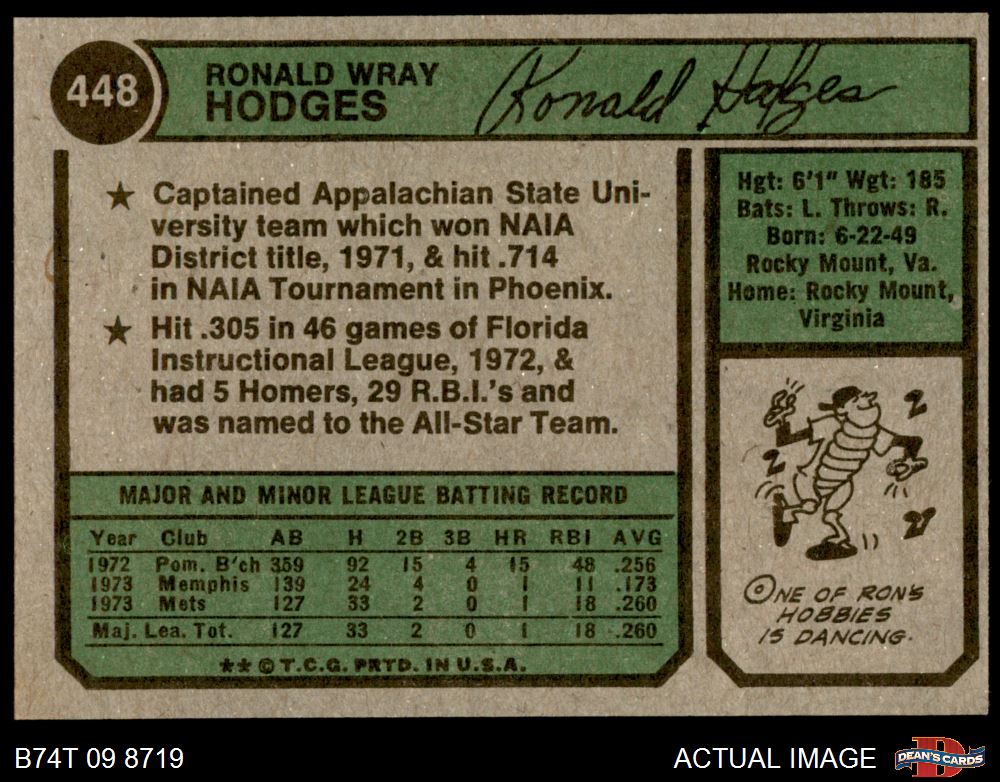 448
RONALD WRAY
HODGES
Ronald Hodges
★ Captained Appalachian State Uni-
versity team which won NAIA
District title, 1971, & hit .714
in NAIA Tournament in Phoenix.
★ Hit .305 in 46 games of Florida
Instructional League, 1972, &
had 5 Homers, 29 R.B.I.'s and
was named to the All-Star Team.
Hgt: 6'1" Wgt: 185
Bats: L. Throws: R.
Born: 6-22-49
Rocky Mount, Va.
Home: Rocky Mount,
Virginia
ONE OF RON'S
HOBBIES
IS DANCING.
MAJOR AND MINOR LEAGUE BATTING RECORD
Year Club AB H 2B 3B HR RBI AVG
1972 Pom. B'ch 359 92 15 4 15 48 .256
1973 Memphis 139 24 4 0 1 11 .173
1973 Mets 127 33 2 0 1 18 .260
Maj. Lea. Tot. 127 33 2 0 1 18 .260
★★ © T.C.G. PRTD. IN U.S.A.
B74T 09 8719
ACTUAL IMAGE
D
DEAN'S CARDS